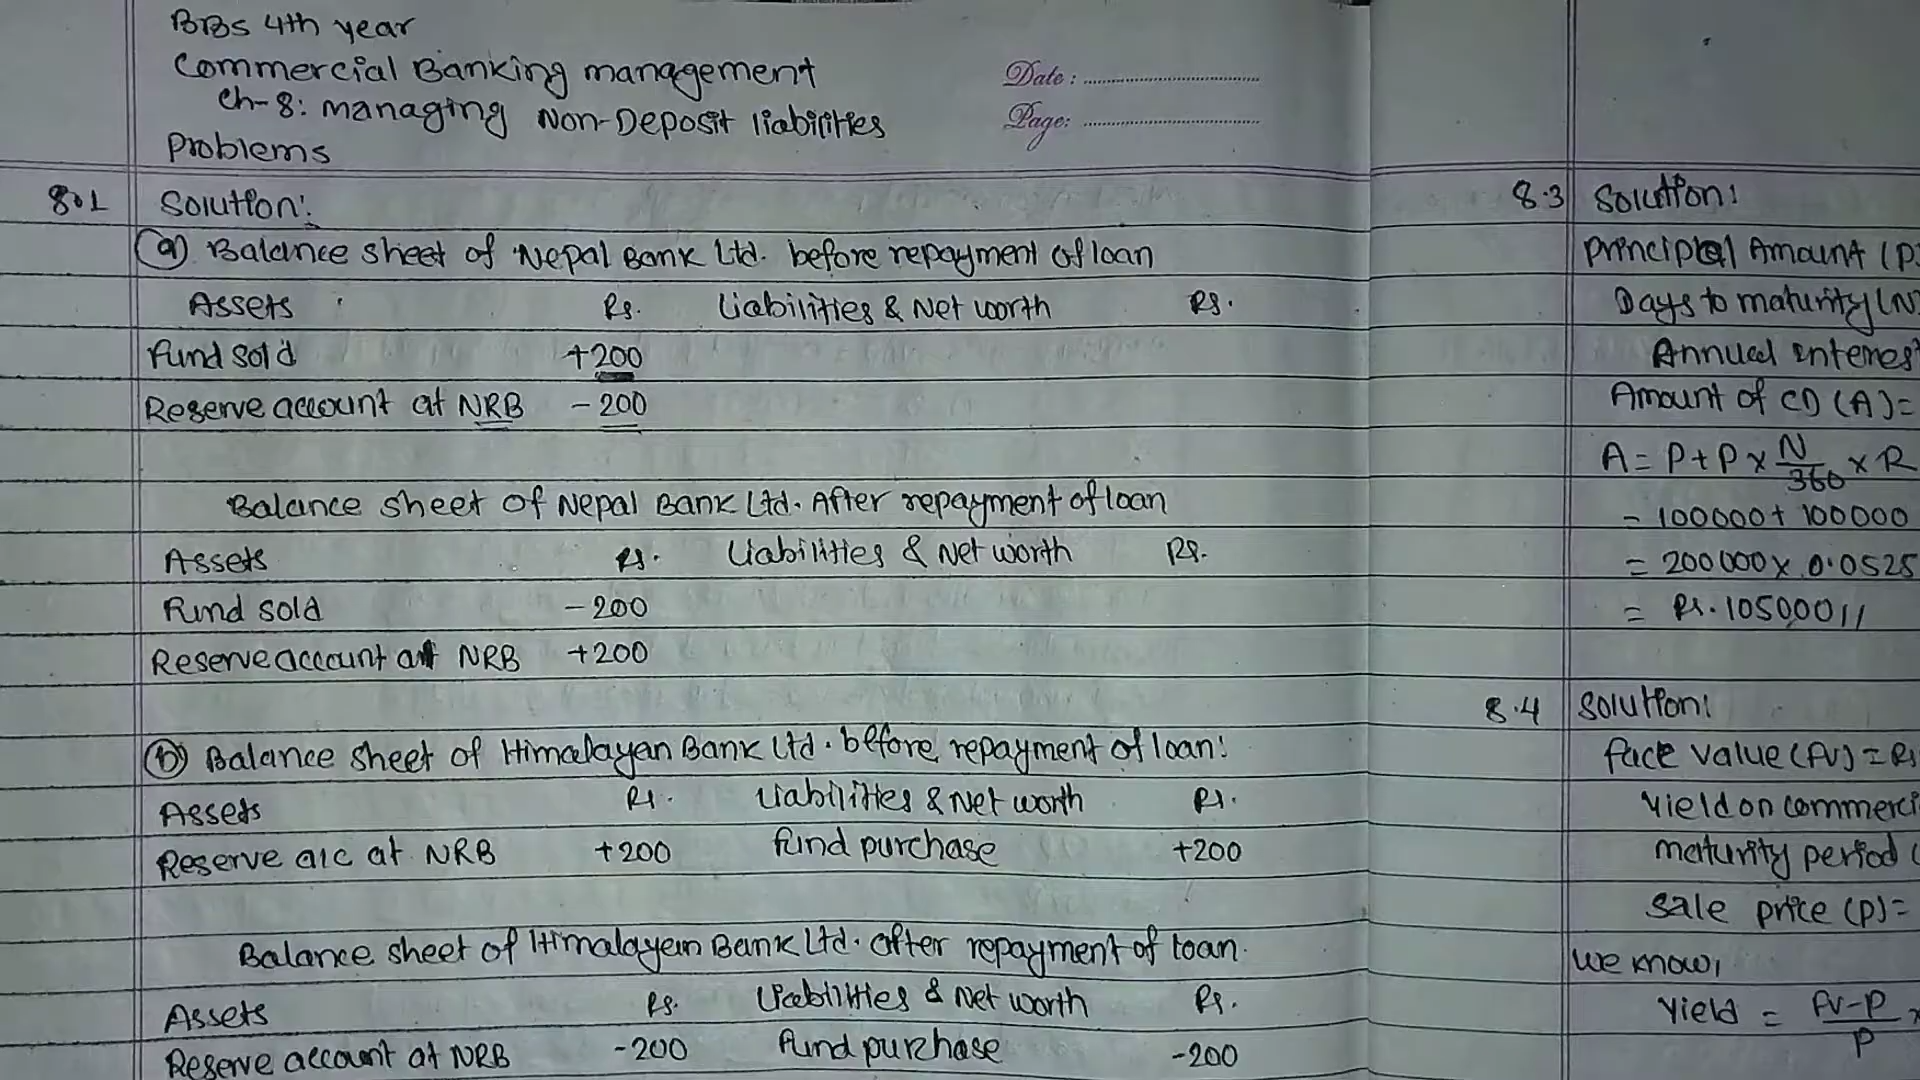 BBS 4th year
Commercial Banking management
Ch-8: managing Non-Deposit liabilities
Problems
Date: ....................
Page: ....................
8.1 Solution:
(a) Balance sheet of Nepal Bank Ltd. before repayment of loan
Assets Rs. Liabilities & Net worth Rs.
Fund sold +200
Reserve account at NRB -200
Balance sheet of Nepal Bank Ltd. After repayment of loan
Assets Rs. Liabilities & Net worth Rs.
Fund sold -200
Reserve account at NRB +200
(b) Balance sheet of Himalayan Bank Ltd. before repayment of loan:
Assets Rs. Liabilities & Net worth Rs.
Reserve a/c at NRB +200 fund purchase +200
Balance sheet of Himalayan Bank Ltd. after repayment of loan.
Assets Rs. Liabilities & Net worth Rs.
Reserve account at NRB -200 fund purchase -200
8.3 Solution:
Principal Amount (P
Days to maturity (N)
Annual interest
Amount of CD (A)=
A= P+P× N/360 ×R
= 100000+ 100000
= 200000× 0.0525
= Rs. 1050000//
8.4 Solution:
face value (FV) = Rs
Yield on commerci
maturity period (
sale price (P)=
we know,
Yield = FV-P/P ×